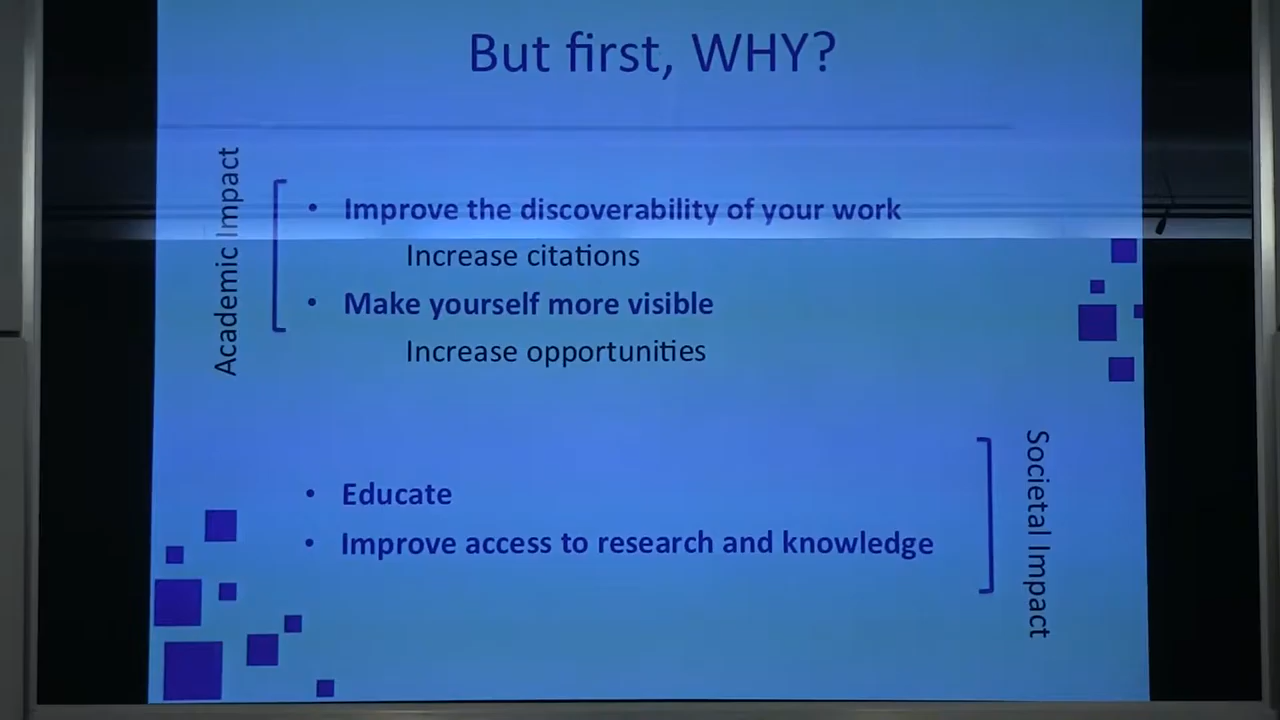 But first, WHY?
Academic Impact
• Improve the discoverability of your work
Increase citations
• Make yourself more visible
Increase opportunities
• Educate
• Improve access to research and knowledge
Societal Impact